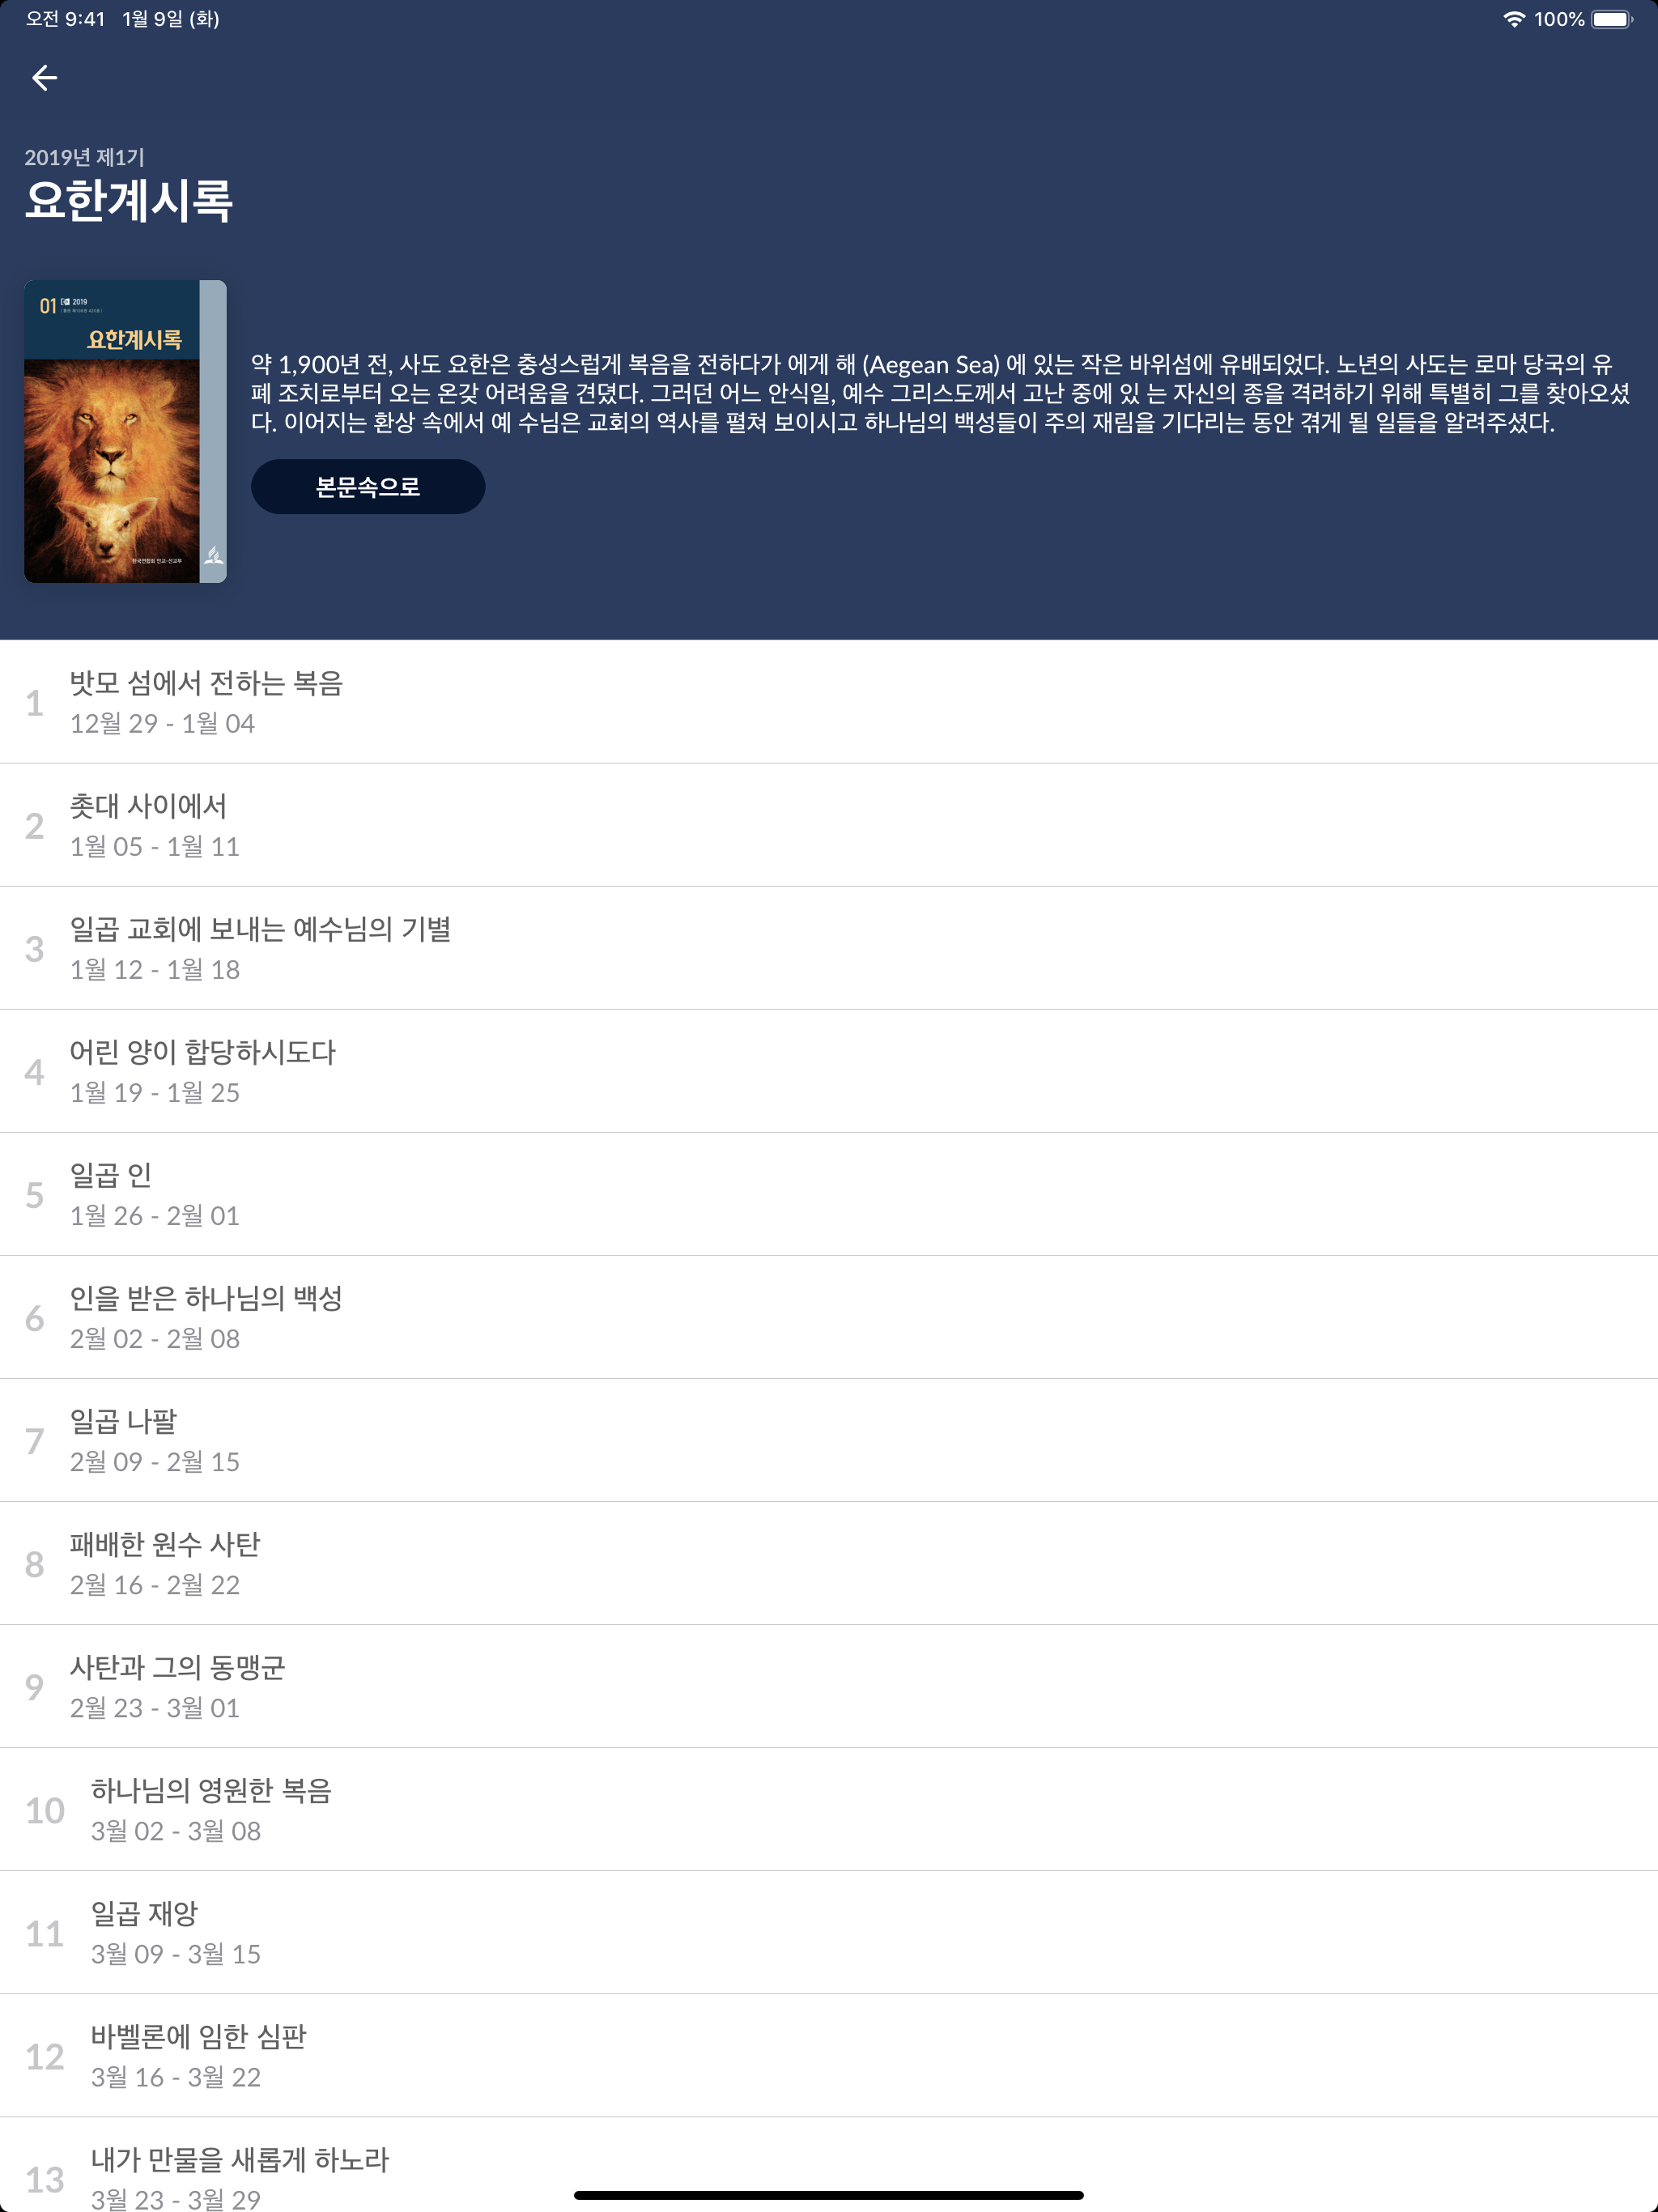 오전 9:41 1월 9일 (화) 100%
2019년 제1기
요한계시록
01 2019
요한계시록
한국연합회 안교·선교부
약 1,900년 전, 사도 요한은 충성스럽게 복음을 전하다가 에게 해 (Aegean Sea) 에 있는 작은 바위섬에 유배되었다. 노년의 사도는 로마 당국의 유
폐 조치로부터 오는 온갖 어려움을 견뎠다. 그러던 어느 안식일, 예수 그리스도께서 고난 중에 있 는 자신의 종을 격려하기 위해 특별히 그를 찾아오셨
다. 이어지는 환상 속에서 예 수님은 교회의 역사를 펼쳐 보이시고 하나님의 백성들이 주의 재림을 기다리는 동안 겪게 될 일들을 알려주셨다.
본문속으로
1 밧모 섬에서 전하는 복음
12월 29 - 1월 04
2 촛대 사이에서
1월 05 - 1월 11
3 일곱 교회에 보내는 예수님의 기별
1월 12 - 1월 18
4 어린 양이 합당하시도다
1월 19 - 1월 25
5 일곱 인
1월 26 - 2월 01
6 인을 받은 하나님의 백성
2월 02 - 2월 08
7 일곱 나팔
2월 09 - 2월 15
8 패배한 원수 사탄
2월 16 - 2월 22
9 사탄과 그의 동맹군
2월 23 - 3월 01
10 하나님의 영원한 복음
3월 02 - 3월 08
11 일곱 재앙
3월 09 - 3월 15
12 바벨론에 임한 심판
3월 16 - 3월 22
13 내가 만물을 새롭게 하노라
3월 23 - 3월 29